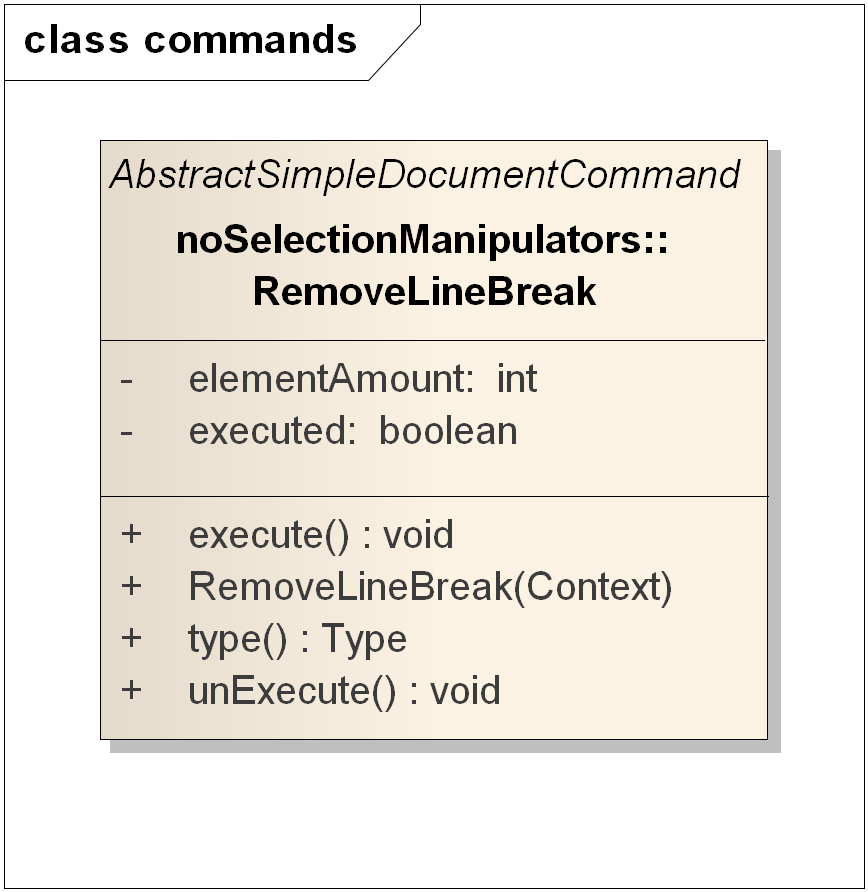 class commands
AbstractSimpleDocumentCommand
noSelectionManipulators::
RemoveLineBreak
- elementAmount: int
- executed: boolean
+ execute() : void
+ RemoveLineBreak(Context)
+ type() : Type
+ unExecute() : void